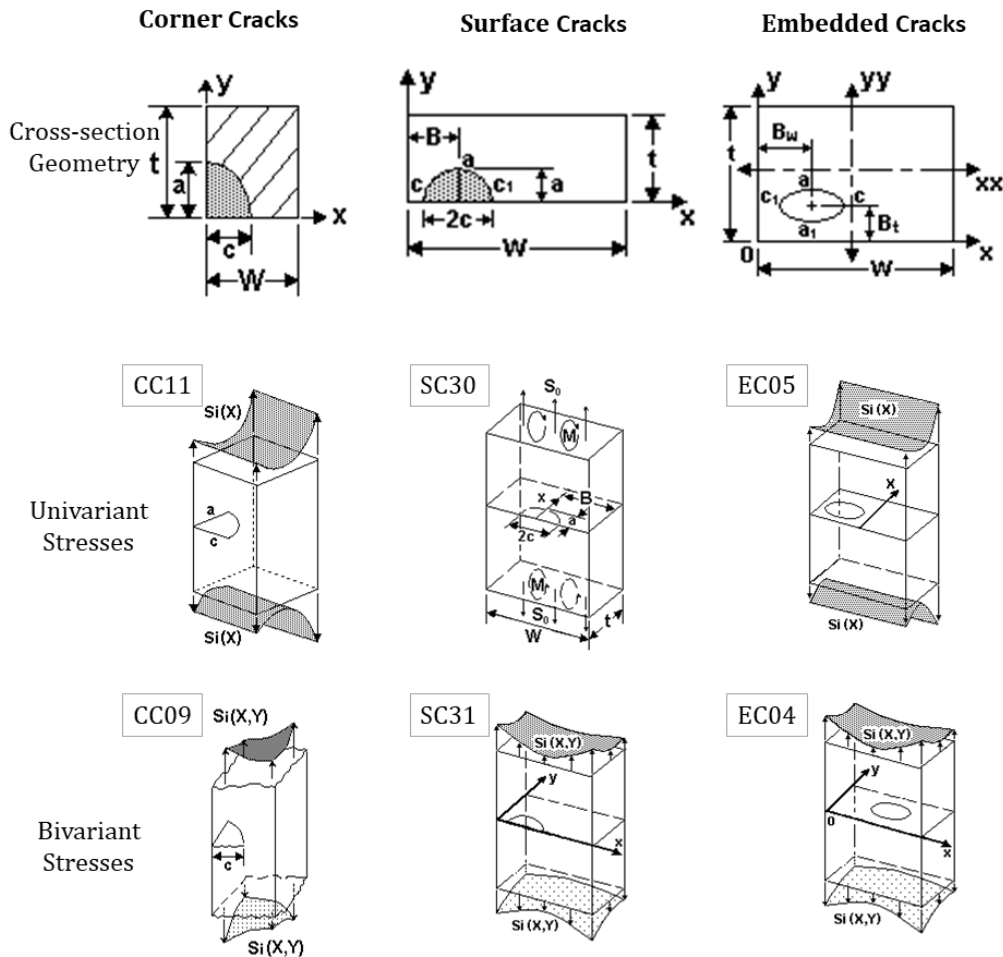 Corner Cracks
Surface Cracks
Embedded Cracks
Cross-section
Geometry
y
t
a
c
W
x
y
B
a
c
c₁
a
t
2c
W
x
y
yy
Bw
t
a
c₁
c
a₁
Bt
xx
x
0
W
Univariant
Stresses
CC11
Si(X)
a
c
Si(X)
SC30
S₀
M
x
B
2c
a
M
S₀
W
t
EC05
Si(X)
X
Si(X)
Bivariant
Stresses
CC09
Si(X,Y)
c
Si(X,Y)
SC31
Si(X,Y)
y
x
Si(X,Y)
EC04
Si(X,Y)
y
0
x
Si(X,Y)